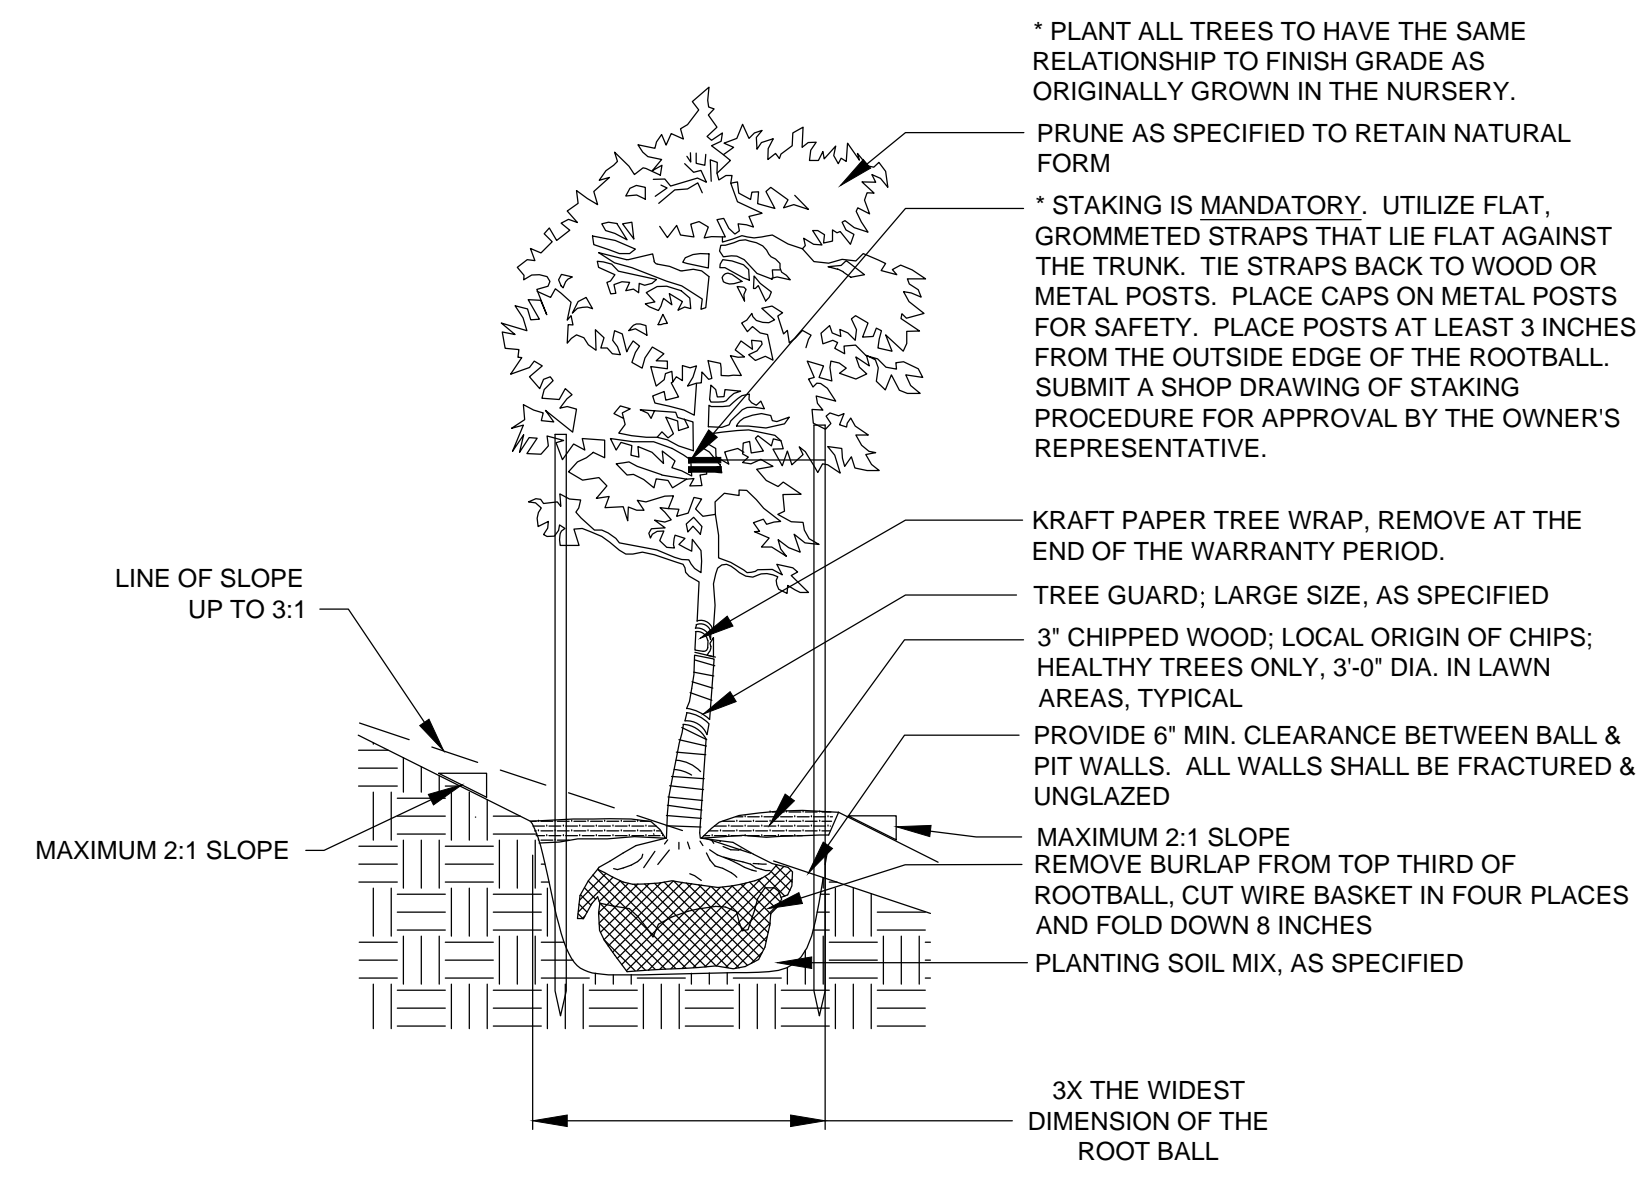 * PLANT ALL TREES TO HAVE THE SAME
RELATIONSHIP TO FINISH GRADE AS
ORIGINALLY GROWN IN THE NURSERY.
PRUNE AS SPECIFIED TO RETAIN NATURAL
FORM
* STAKING IS MANDATORY. UTILIZE FLAT,
GROMMETED STRAPS THAT LIE FLAT AGAINST
THE TRUNK. TIE STRAPS BACK TO WOOD OR
METAL POSTS. PLACE CAPS ON METAL POSTS
FOR SAFETY. PLACE POSTS AT LEAST 3 INCHES
FROM THE OUTSIDE EDGE OF THE ROOTBALL.
SUBMIT A SHOP DRAWING OF STAKING
PROCEDURE FOR APPROVAL BY THE OWNER'S
REPRESENTATIVE.
KRAFT PAPER TREE WRAP, REMOVE AT THE
END OF THE WARRANTY PERIOD.
LINE OF SLOPE
UP TO 3:1
TREE GUARD; LARGE SIZE, AS SPECIFIED
3" CHIPPED WOOD; LOCAL ORIGIN OF CHIPS;
HEALTHY TREES ONLY, 3'-0" DIA. IN LAWN
AREAS, TYPICAL
PROVIDE 6" MIN. CLEARANCE BETWEEN BALL &
PIT WALLS. ALL WALLS SHALL BE FRACTURED &
UNGLAZED
MAXIMUM 2:1 SLOPE
MAXIMUM 2:1 SLOPE
REMOVE BURLAP FROM TOP THIRD OF
ROOTBALL, CUT WIRE BASKET IN FOUR PLACES
AND FOLD DOWN 8 INCHES
PLANTING SOIL MIX, AS SPECIFIED
3X THE WIDEST
DIMENSION OF THE
ROOT BALL